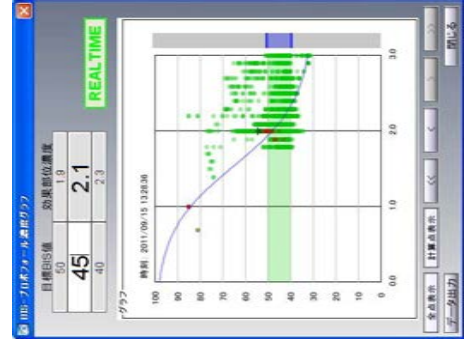 BIS-プロポフォール濃度グラフ
目標BIS値 効果部位濃度
50 1.9
45 2.1
40 2.3
REALTIME
グラフ
時刻 2011/09/15 13:28:36
100
90
80
70
60
50
40
30
20
10
0
0.0 1.0 2.0 3.0
全点表示 計算点表示 << < > >>
データ出力 閉じる